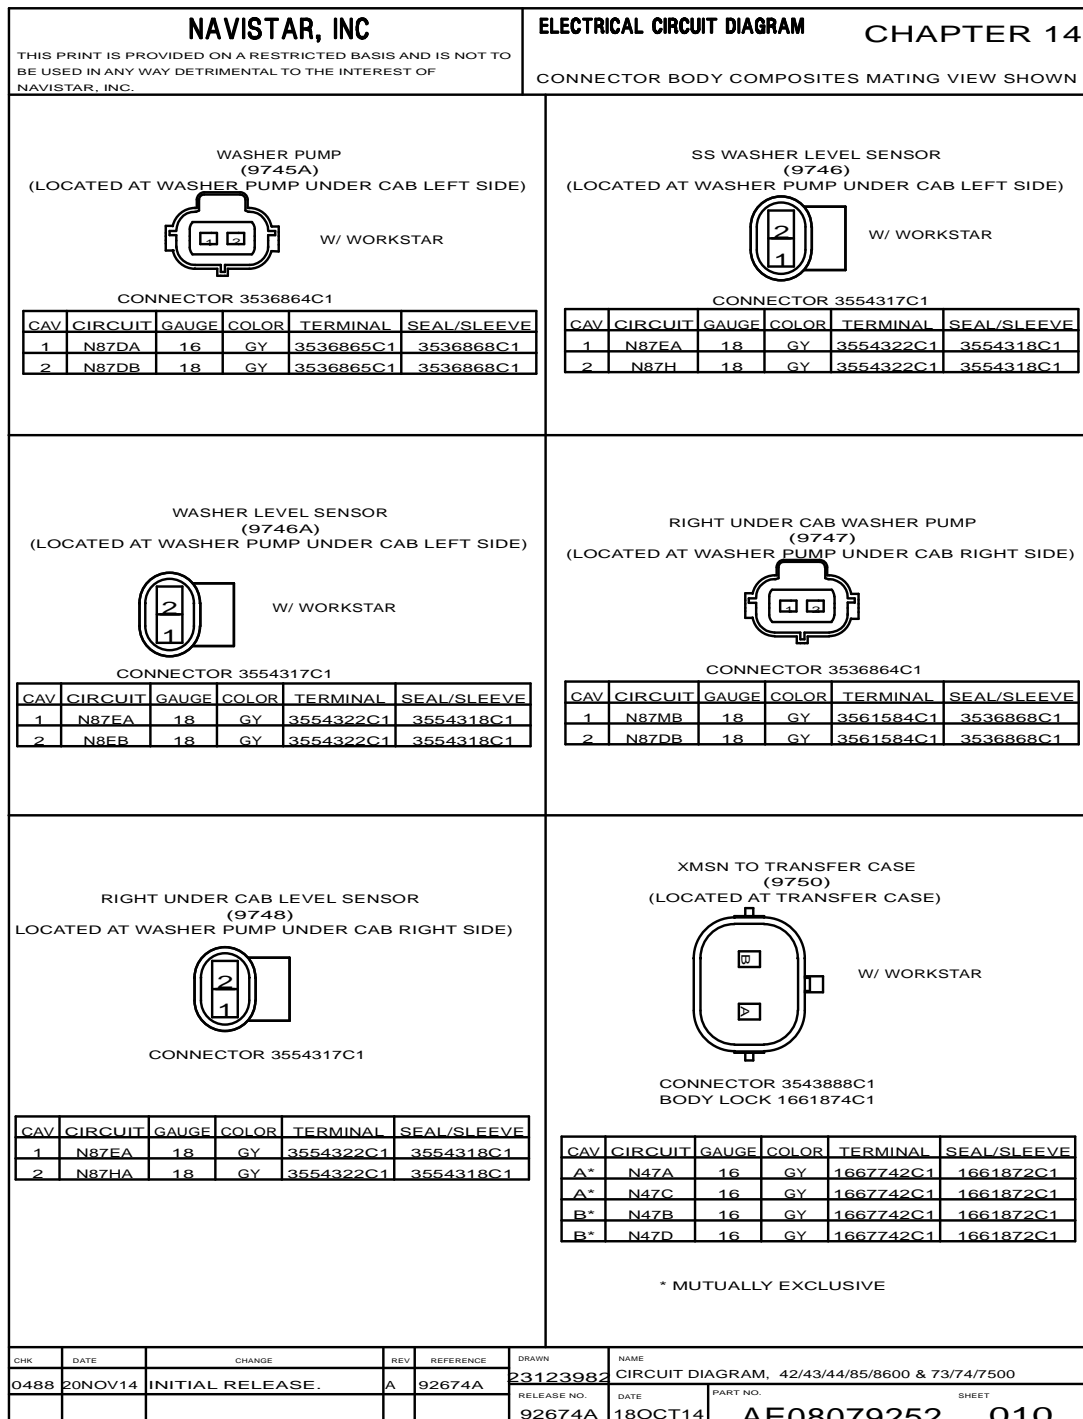 NAVISTAR, INC
THIS PRINT IS PROVIDED ON A RESTRICTED BASIS AND IS NOT TO
BE USED IN ANY WAY DETRIMENTAL TO THE INTEREST OF
NAVISTAR, INC.
ELECTRICAL CIRCUIT DIAGRAM
CHAPTER 14
CONNECTOR BODY COMPOSITES MATING VIEW SHOWN
WASHER PUMP
(9745A)
(LOCATED AT WASHER PUMP UNDER CAB LEFT SIDE)
1 2
W/ WORKSTAR
CONNECTOR 3536864C1
CAV CIRCUIT GAUGE COLOR TERMINAL SEAL/SLEEVE
1 N87DA 16 GY 3536865C1 3536868C1
2 N87DB 18 GY 3536865C1 3536868C1
SS WASHER LEVEL SENSOR
(9746)
(LOCATED AT WASHER PUMP UNDER CAB LEFT SIDE)
2
1
W/ WORKSTAR
CONNECTOR 3554317C1
CAV CIRCUIT GAUGE COLOR TERMINAL SEAL/SLEEVE
1 N87EA 18 GY 3554322C1 3554318C1
2 N87H 18 GY 3554322C1 3554318C1
WASHER LEVEL SENSOR
(9746A)
(LOCATED AT WASHER PUMP UNDER CAB LEFT SIDE)
2
1
W/ WORKSTAR
CONNECTOR 3554317C1
CAV CIRCUIT GAUGE COLOR TERMINAL SEAL/SLEEVE
1 N87EA 18 GY 3554322C1 3554318C1
2 N8EB 18 GY 3554322C1 3554318C1
RIGHT UNDER CAB WASHER PUMP
(9747)
(LOCATED AT WASHER PUMP UNDER CAB RIGHT SIDE)
1 2
CONNECTOR 3536864C1
CAV CIRCUIT GAUGE COLOR TERMINAL SEAL/SLEEVE
1 N87MB 18 GY 3561584C1 3536868C1
2 N87DB 18 GY 3561584C1 3536868C1
RIGHT UNDER CAB LEVEL SENSOR
(9748)
LOCATED AT WASHER PUMP UNDER CAB RIGHT SIDE)
2
1
CONNECTOR 3554317C1
CAV CIRCUIT GAUGE COLOR TERMINAL SEAL/SLEEVE
1 N87EA 18 GY 3554322C1 3554318C1
2 N87HA 18 GY 3554322C1 3554318C1
XMSN TO TRANSFER CASE
(9750)
(LOCATED AT TRANSFER CASE)
B
A
W/ WORKSTAR
CONNECTOR 3543888C1
BODY LOCK 1661874C1
CAV CIRCUIT GAUGE COLOR TERMINAL SEAL/SLEEVE
A* N47A 16 GY 1667742C1 1661872C1
A* N47C 16 GY 1667742C1 1661872C1
B* N47B 16 GY 1667742C1 1661872C1
B* N47D 16 GY 1667742C1 1661872C1
* MUTUALLY EXCLUSIVE
CHK DATE CHANGE REV REFERENCE
0488 20NOV14 INITIAL RELEASE. A 92674A
DRAWN
23123982
NAME
CIRCUIT DIAGRAM, 42/43/44/85/8600 & 73/74/7500
RELEASE NO.
92674A
DATE
18OCT14
PART NO.
AE08079252
SHEET
010